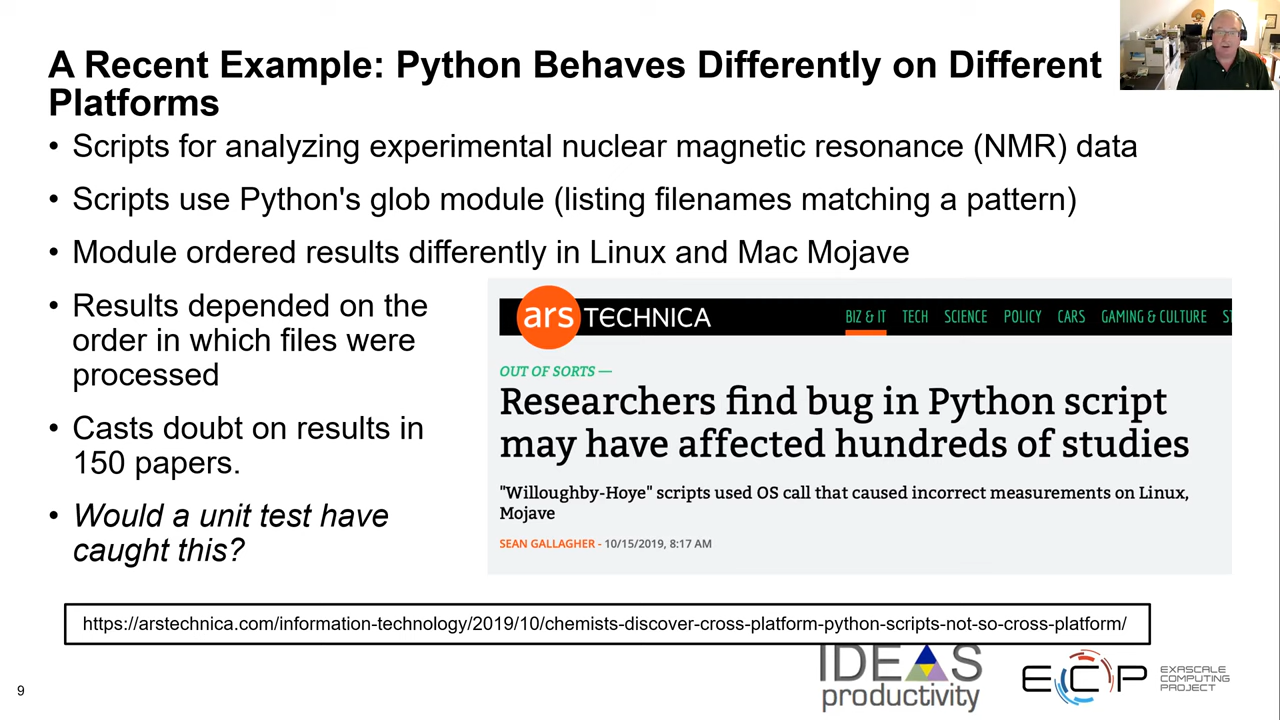 A Recent Example: Python Behaves Differently on Different
Platforms
• Scripts for analyzing experimental nuclear magnetic resonance (NMR) data
• Scripts use Python's glob module (listing filenames matching a pattern)
• Module ordered results differently in Linux and Mac Mojave
• Results depended on the
order in which files were
processed
• Casts doubt on results in
150 papers.
• Would a unit test have
caught this?
ars TECHNICA
BIZ & IT TECH SCIENCE POLICY CARS GAMING & CULTURE
OUT OF SORTS —
Researchers find bug in Python script
may have affected hundreds of studies
"Willoughby-Hoye" scripts used OS call that caused incorrect measurements on Linux,
Mojave
SEAN GALLAGHER - 10/15/2019, 8:17 AM
https://arstechnica.com/information-technology/2019/10/chemists-discover-cross-platform-python-scripts-not-so-cross-platform/
9
IDEAS
productivity
ECP
EXASCALE
COMPUTING
PROJECT